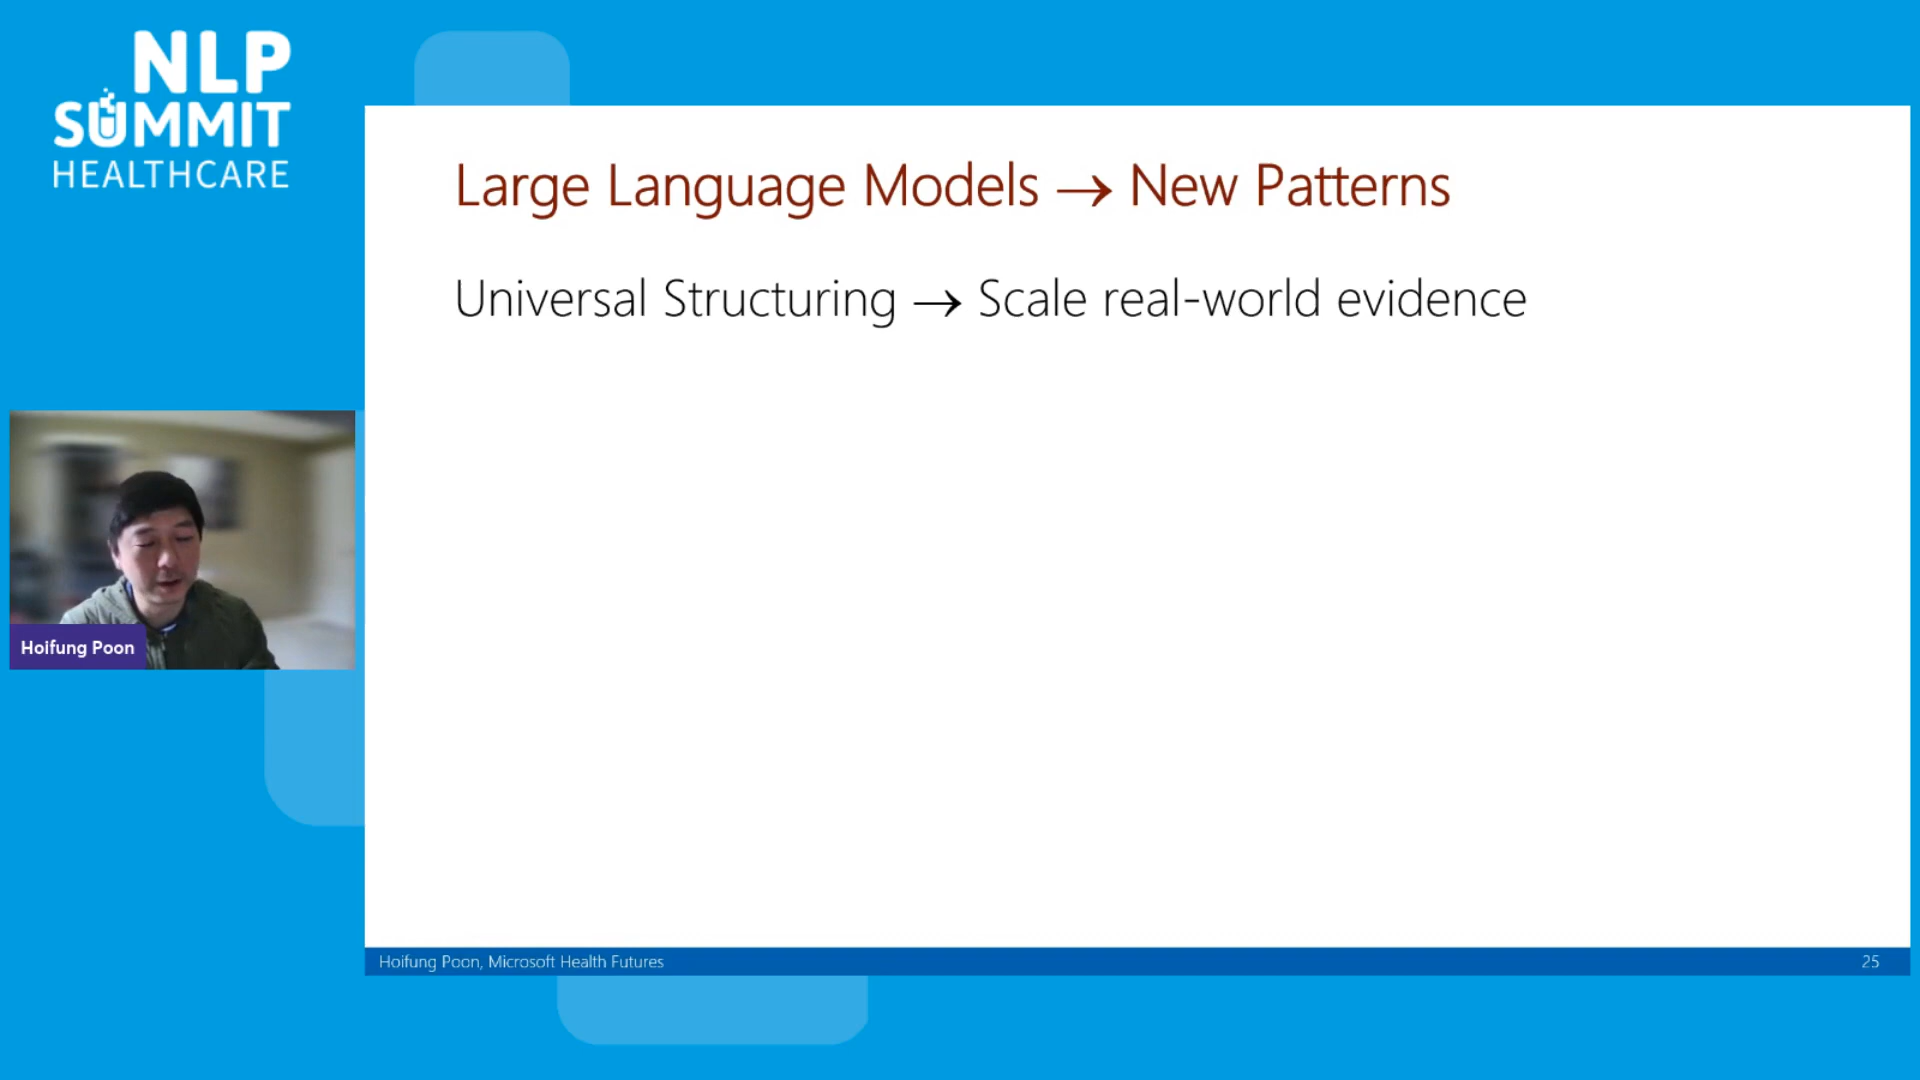 NLP
SUMMIT
HEALTHCARE
Large Language Models → New Patterns
Universal Structuring → Scale real-world evidence
Hoifung Poon
Hoifung Poon, Microsoft Health Futures
25